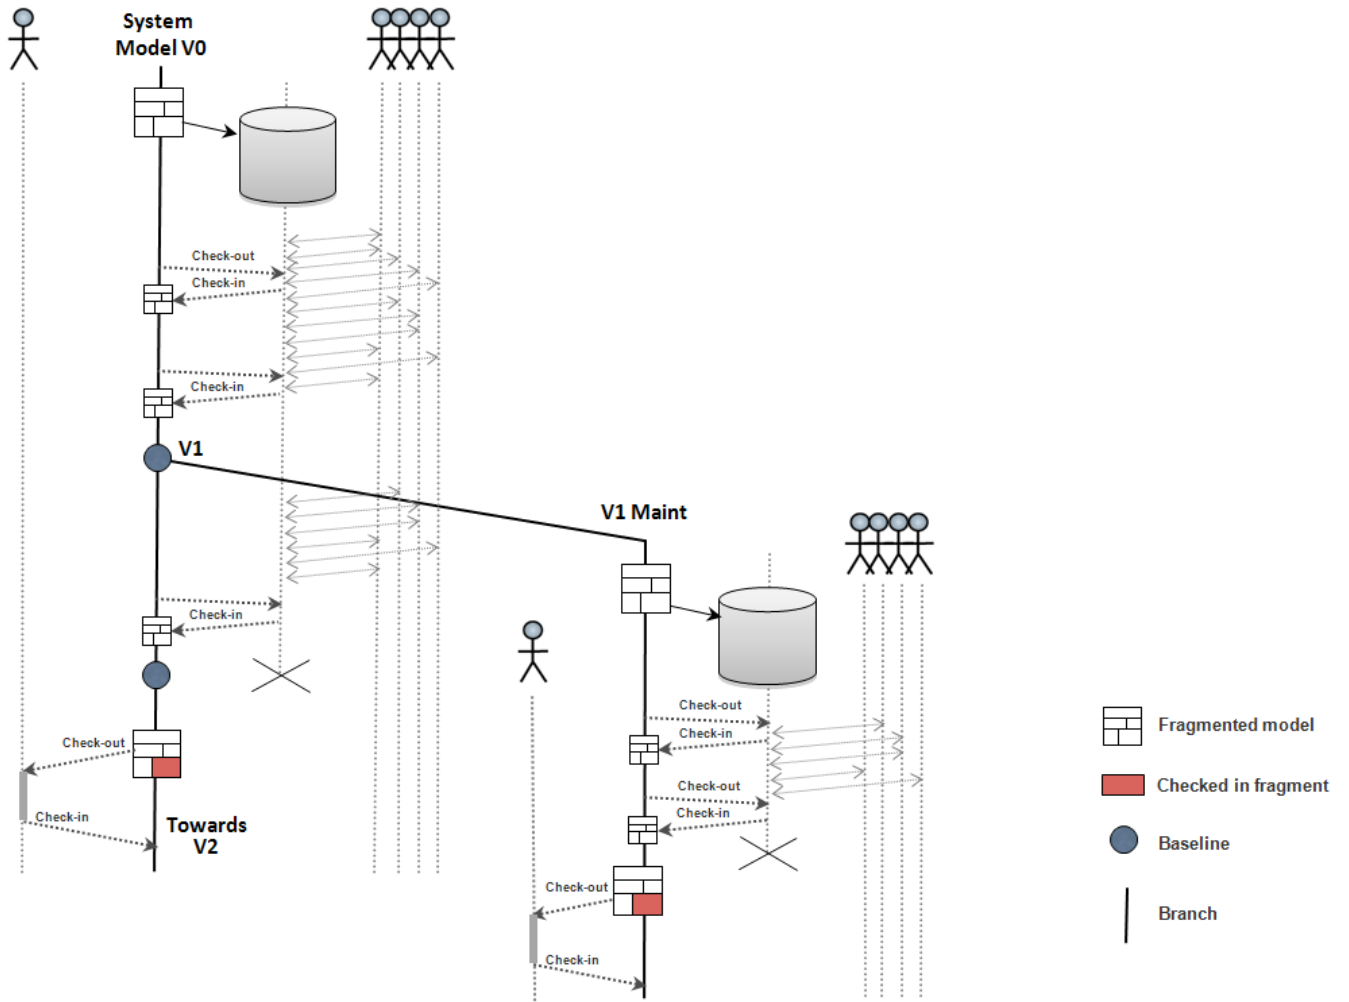 System
Model V0
Check-out
Check-in
Check-in
V1
V1 Maint
Check-in
Check-out
Check-in
Towards
V2
Check-out
Check-in
Check-out
Check-in
Check-out
Check-in
Fragmented model
Checked in fragment
Baseline
Branch